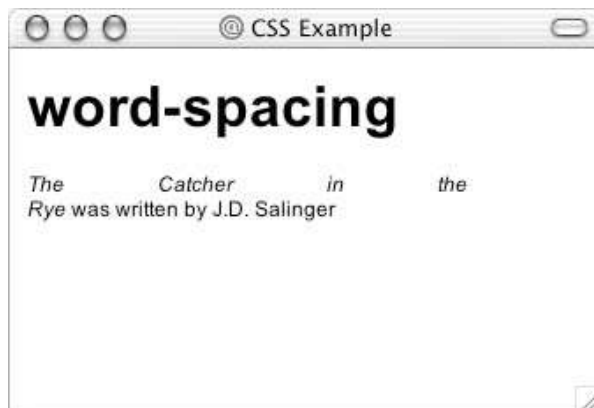 CSS Example
word-spacing
The Catcher in the
Rye was written by J.D. Salinger